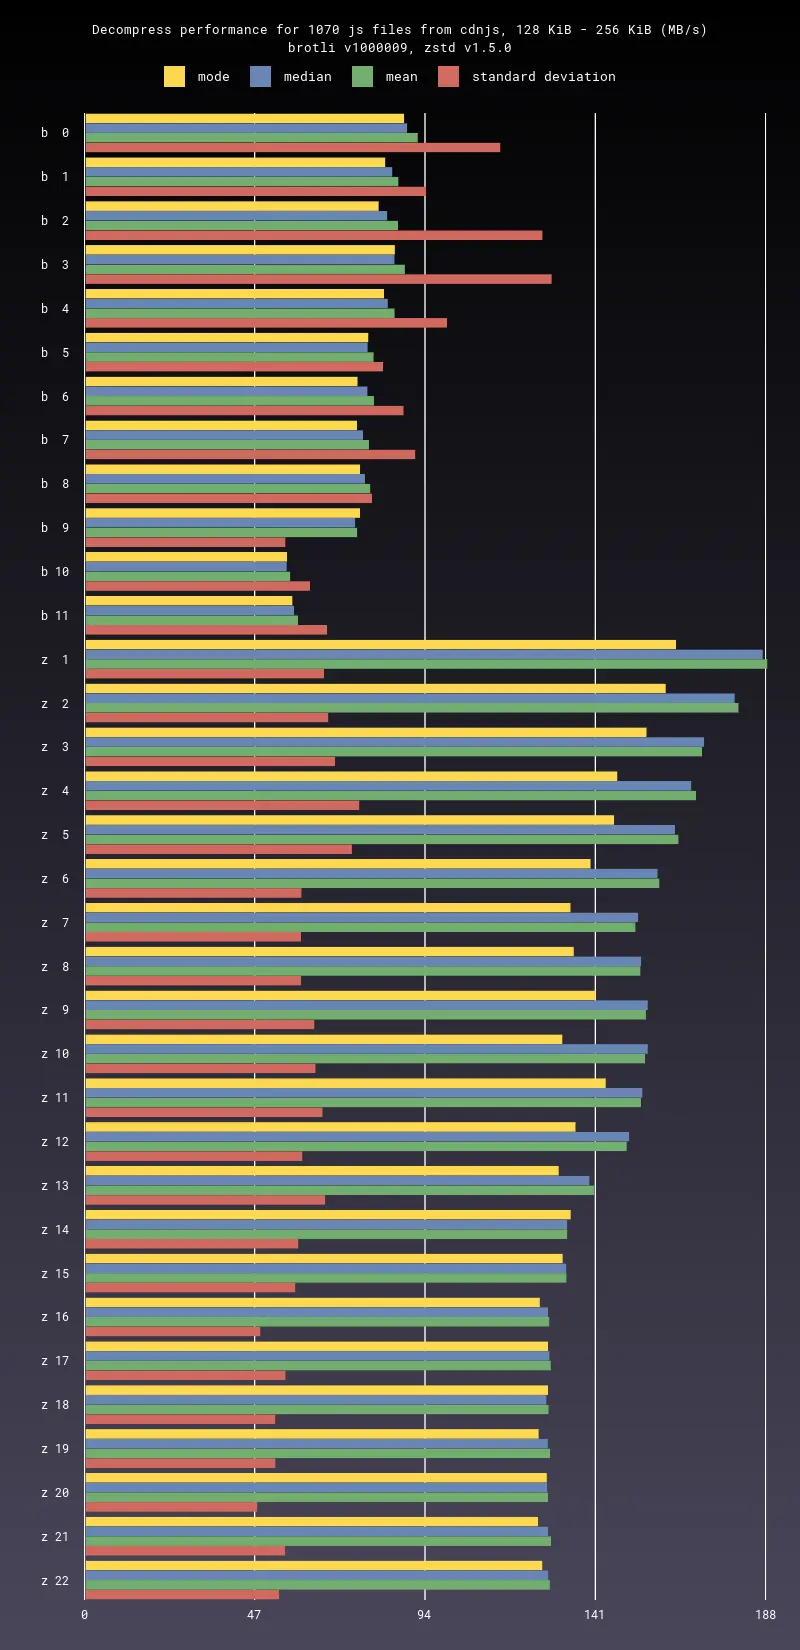 Decompress performance for 1070 js files from cdnjs, 128 KiB - 256 KiB (MB/s)
brotli v1000009, zstd v1.5.0
mode median mean standard deviation
b 0
b 1
b 2
b 3
b 4
b 5
b 6
b 7
b 8
b 9
b 10
b 11
z 1
z 2
z 3
z 4
z 5
z 6
z 7
z 8
z 9
z 10
z 11
z 12
z 13
z 14
z 15
z 16
z 17
z 18
z 19
z 20
z 21
z 22
0 47 94 141 188